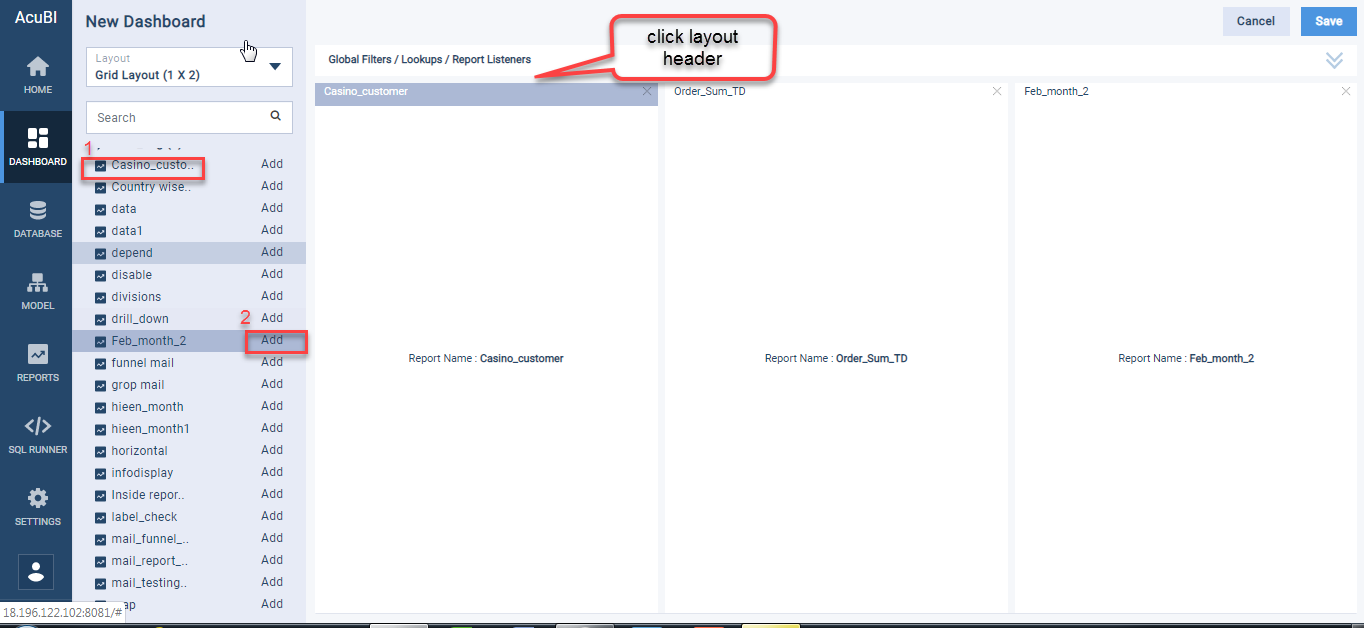 AcuBI
HOME
DASHBOARD
DATABASE
MODEL
REPORTS
SQL RUNNER
SETTINGS
New Dashboard
Layout
Grid Layout (1 X 2)
Search
1
Casino_custo.. Add
Country wise.. Add
data Add
data1 Add
depend Add
disable Add
divisions Add
drill_down Add
2
Feb_month_2 Add
funnel mail Add
grop mail Add
hieen_month Add
hieen_month1 Add
horizontal Add
infodisplay Add
Inside repor.. Add
label_check Add
mail_funnel_.. Add
mail_report_.. Add
mail_testing.. Add
Add
18.196.122.102:8081/#
Cancel Save
click layout
header
Global Filters / Lookups / Report Listeners
Casino_customer
Order_Sum_TD
Feb_month_2
Report Name : Casino_customer
Report Name : Order_Sum_TD
Report Name : Feb_month_2